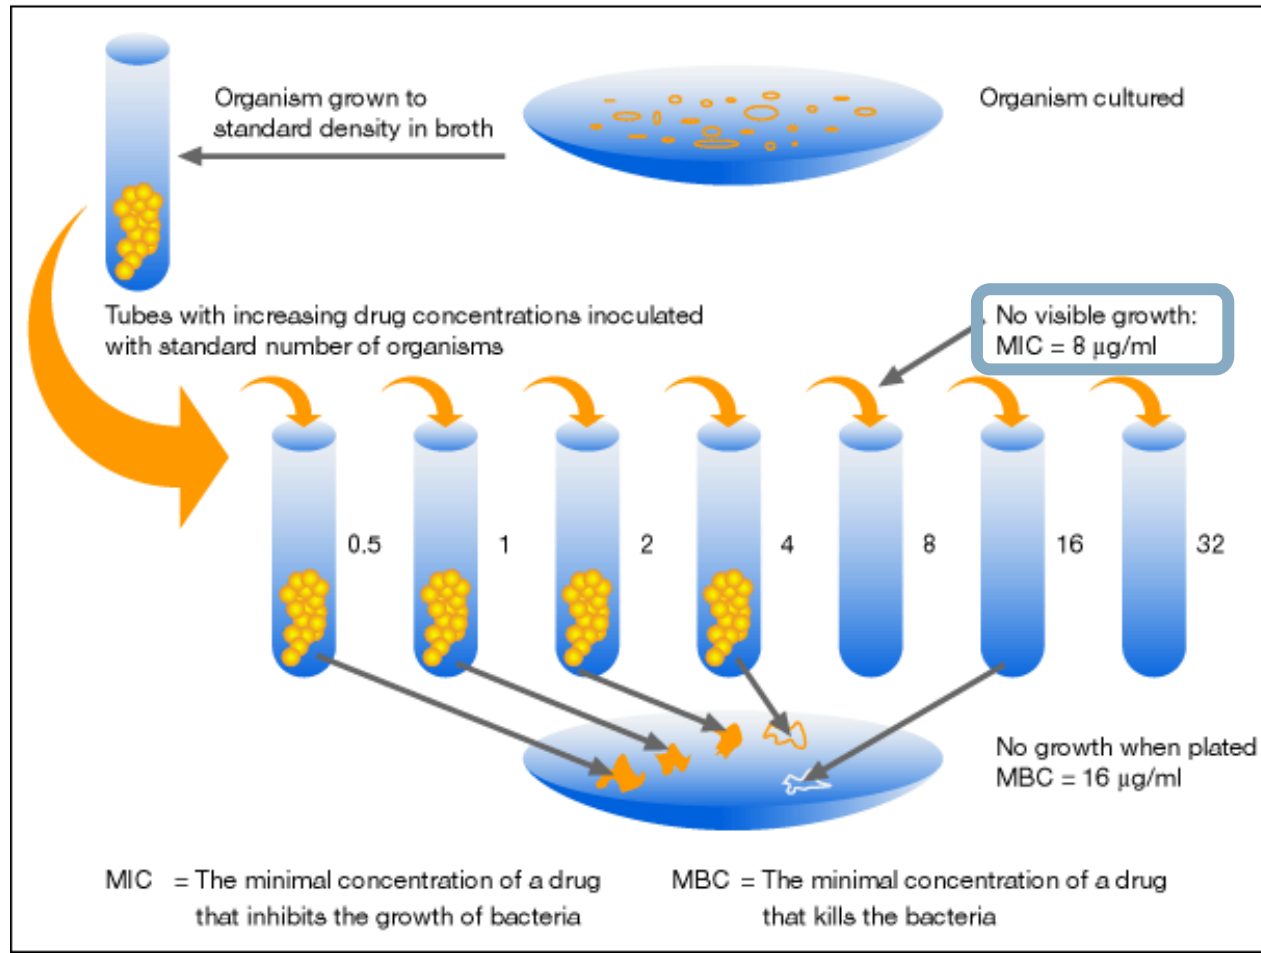 Organism grown to
standard density in broth
Organism cultured
Tubes with increasing drug concentrations inoculated
with standard number of organisms
No visible growth:
MIC = 8 µg/ml
0.5 1 2 4 8 16 32
No growth when plated
MBC = 16 µg/ml
MIC = The minimal concentration of a drug
that inhibits the growth of bacteria
MBC = The minimal concentration of a drug
that kills the bacteria